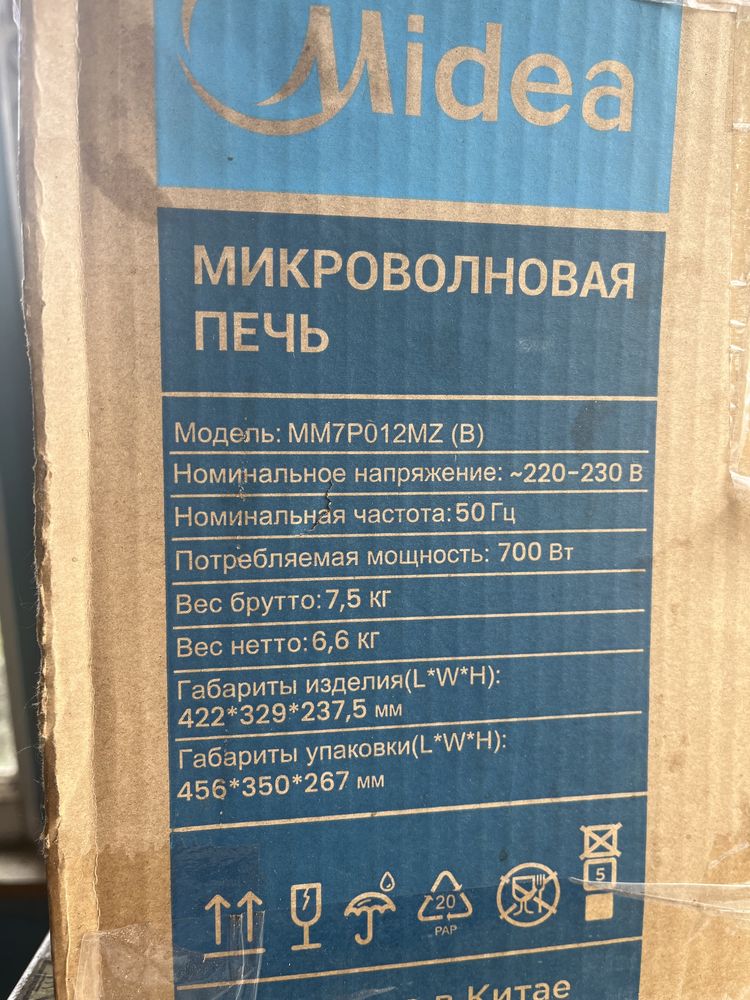 Midea
МИКРОВОЛНОВАЯ
ПЕЧЬ
Модель: MM7P012MZ (B)
Номинальное напряжение: ~220-230 В
Номинальная частота: 50 Гц
Потребляемая мощность: 700 Вт
Вес брутто: 7,5 кг
Вес нетто: 6,6 кг
Габариты изделия(L*W*H):
422*329*237,5 мм
Габариты упаковки(L*W*H):
456*350*267 мм
5
20
PAP
в Китае